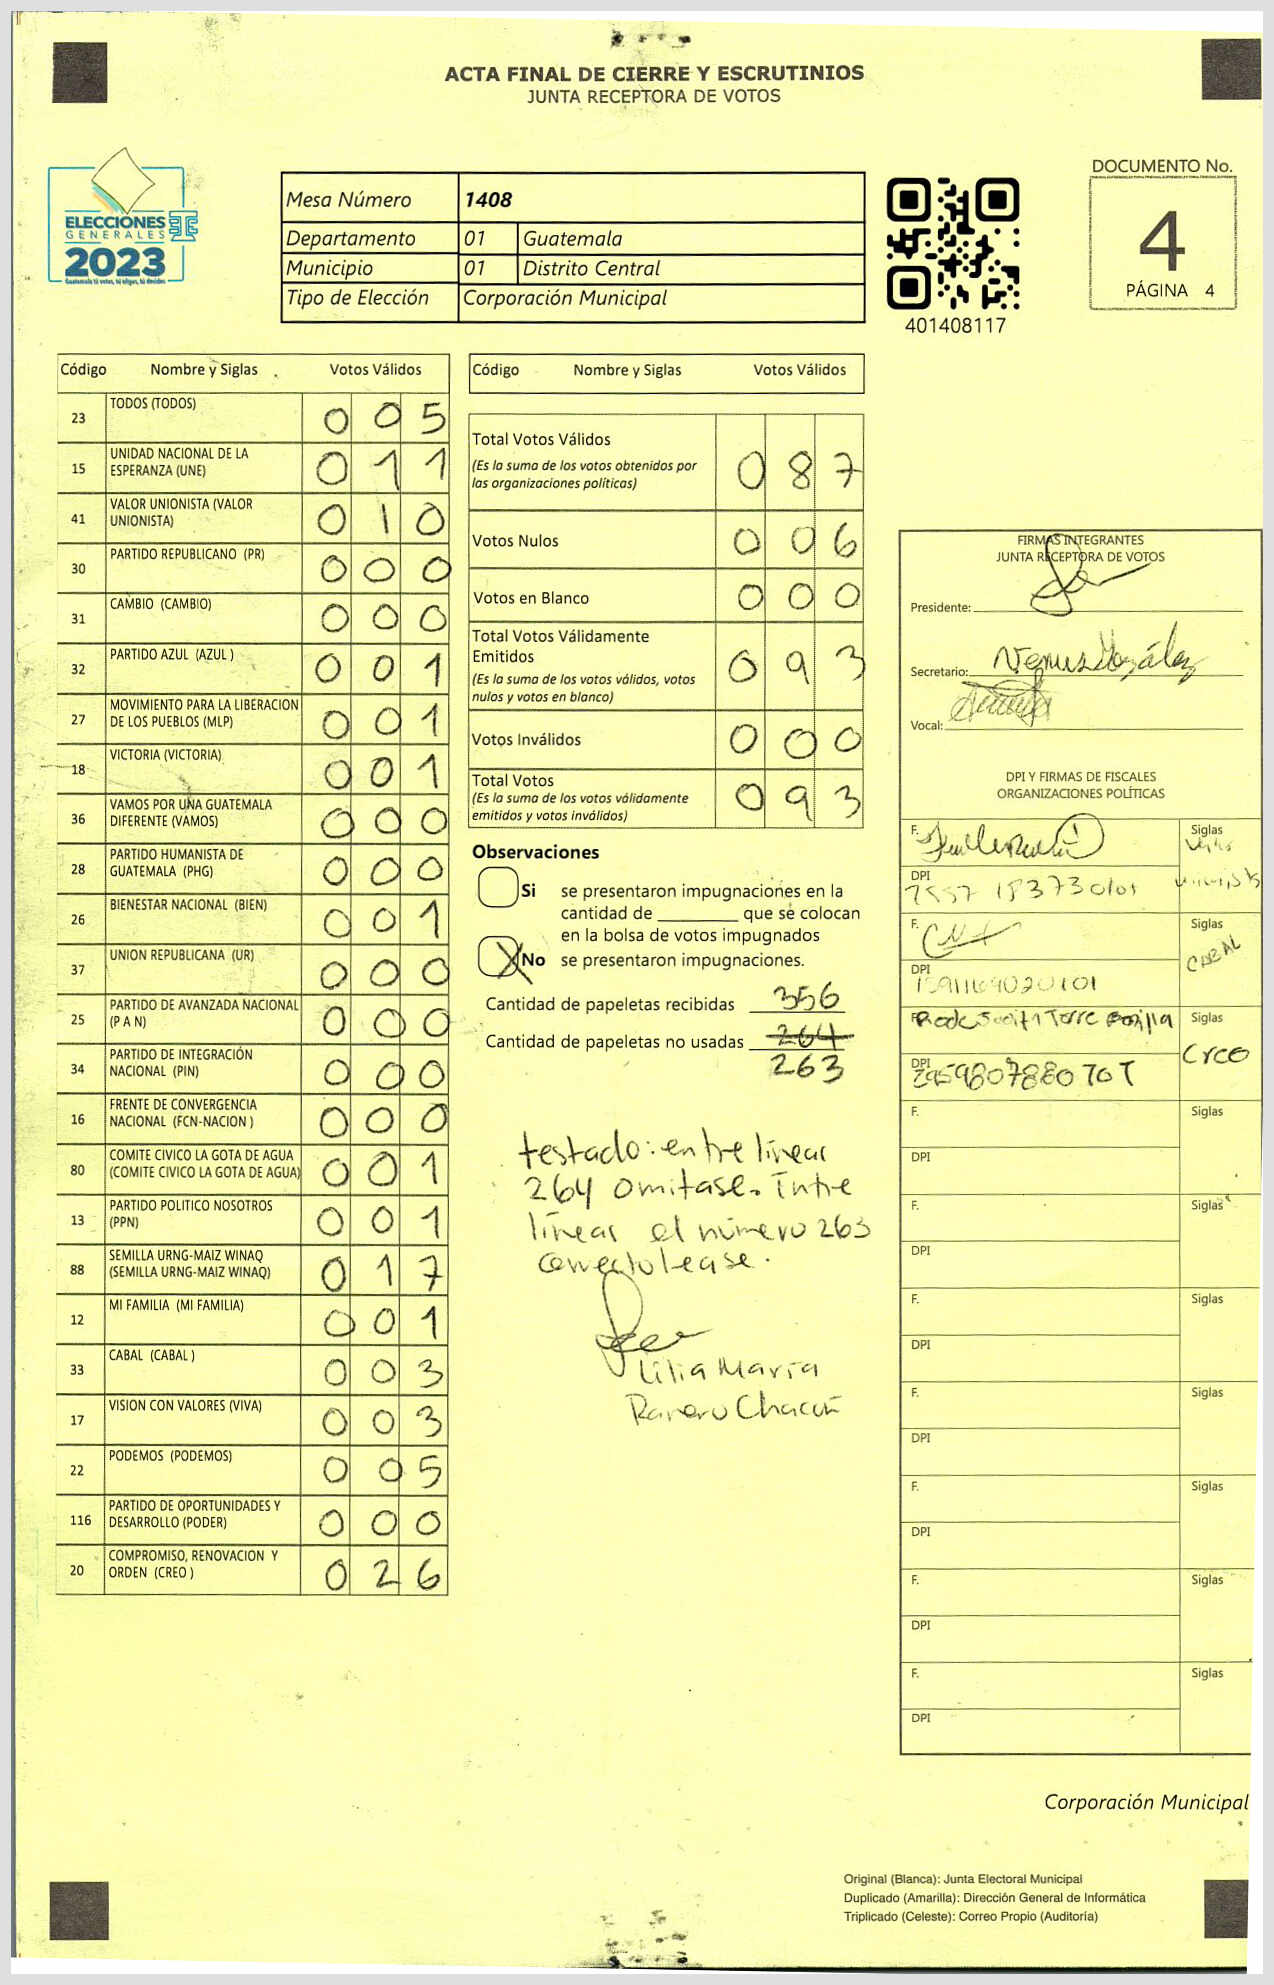 ACTA FINAL DE CIERRE Y ESCRUTINIOS
JUNTA RECEPTORA DE VOTOS
ELECCIONES
GENERALES
2023
Guatemala tú votas, tú eliges, tú decides
Mesa Número 1408
Departamento 01 Guatemala
Municipio 01 Distrito Central
Tipo de Elección Corporación Municipal
401408117
DOCUMENTO No.
4
PÁGINA 4
Código Nombre y Siglas Votos Válidos
23 TODOS (TODOS) 0 0 5
15 UNIDAD NACIONAL DE LA ESPERANZA (UNE) 0 1 1
41 VALOR UNIONISTA (VALOR UNIONISTA) 0 1 0
30 PARTIDO REPUBLICANO (PR) 0 0 0
31 CAMBIO (CAMBIO) 0 0 0
32 PARTIDO AZUL (AZUL ) 0 0 1
27 MOVIMIENTO PARA LA LIBERACION DE LOS PUEBLOS (MLP) 0 0 1
18 VICTORIA (VICTORIA) 0 0 1
36 VAMOS POR UNA GUATEMALA DIFERENTE (VAMOS) 0 0 0
28 PARTIDO HUMANISTA DE GUATEMALA (PHG) 0 0 0
26 BIENESTAR NACIONAL (BIEN) 0 0 1
37 UNION REPUBLICANA (UR) 0 0 0
25 PARTIDO DE AVANZADA NACIONAL (P A N) 0 0 0
34 PARTIDO DE INTEGRACIÓN NACIONAL (PIN) 0 0 0
16 FRENTE DE CONVERGENCIA NACIONAL (FCN-NACION ) 0 0 0
80 COMITE CIVICO LA GOTA DE AGUA (COMITE CIVICO LA GOTA DE AGUA) 0 0 1
13 PARTIDO POLITICO NOSOTROS (PPN) 0 0 1
88 SEMILLA URNG-MAIZ WINAQ (SEMILLA URNG-MAIZ WINAQ) 0 1 7
12 MI FAMILIA (MI FAMILIA) 0 0 1
33 CABAL (CABAL ) 0 0 3
17 VISION CON VALORES (VIVA) 0 0 3
22 PODEMOS (PODEMOS) 0 0 5
116 PARTIDO DE OPORTUNIDADES Y DESARROLLO (PODER) 0 0 0
20 COMPROMISO, RENOVACION Y ORDEN (CREO ) 0 2 6
Código Nombre y Siglas Votos Válidos
Total Votos Válidos 0 8 7
(Es la suma de los votos obtenidos por
las organizaciones políticas)
Votos Nulos 0 0 6
Votos en Blanco 0 0 0
Total Votos Válidamente
Emitidos 0 9 3
(Es la suma de los votos válidos, votos
nulos y votos en blanco)
Votos Inválidos 0 0 0
Total Votos 0 9 3
(Es la suma de los votos válidamente
emitidos y votos inválidos)
Observaciones
Si se presentaron impugnaciones en la
cantidad de ________ que se colocan
en la bolsa de votos impugnados
No se presentaron impugnaciones.
Cantidad de papeletas recibidas 356
Cantidad de papeletas no usadas 264
263
testado: entre líneas
264 omitase. Intre
líneas el número 263
correcto lease.
Lilia María
Ranero Chacón
FIRMAS INTEGRANTES
JUNTA RECEPTORA DE VOTOS
Presidente:
Secretario: Venus González
Vocal:
DPI Y FIRMAS DE FISCALES
ORGANIZACIONES POLÍTICAS
F. Siglas
DPI
F. Siglas CABAL
DPI
F. Siglas Creo
DPI
F. Siglas
DPI
F. Siglas
DPI
F. Siglas
DPI
F. Siglas
DPI
F. Siglas
DPI
F. Siglas
DPI
F. Siglas
DPI
Corporación Municipal
Original (Blanca): Junta Electoral Municipal
Duplicado (Amarilla): Dirección General de Informática
Triplicado (Celeste): Correo Propio (Auditoría)